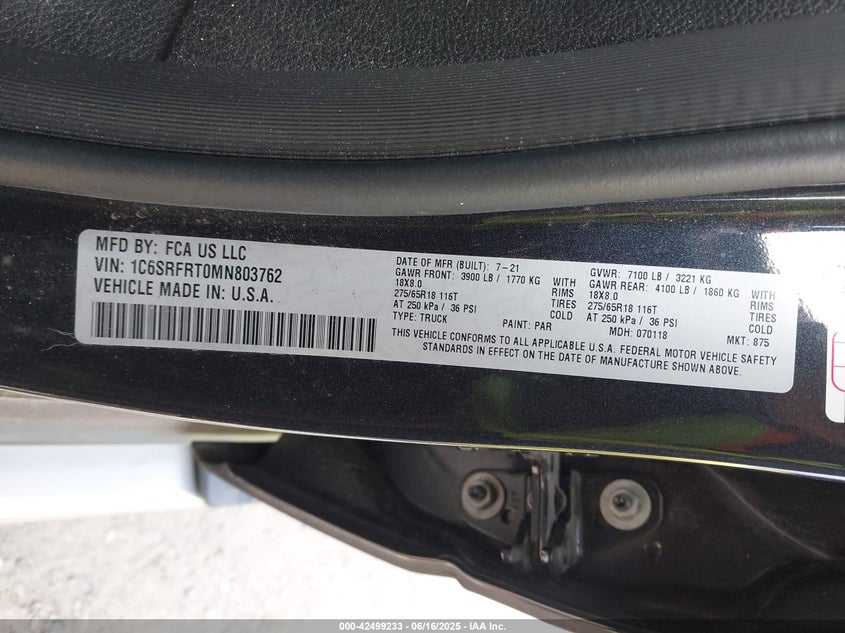 MFD BY: FCA US LLC
VIN: 1C6SRFRT0MN803762
VEHICLE MADE IN: U.S.A.
DATE OF MFR (BUILT): 7-21
GAWR FRONT: 3900 LB / 1770 KG WITH
18X8.0 RIMS
275/65R18 116T TIRES
AT 250 kPa / 36 PSI COLD
TYPE: TRUCK PAINT: PAR
GVWR: 7100 LB / 3221 KG
GAWR REAR: 4100 LB / 1860 KG WITH
18X8.0 RIMS
275/65R18 116T TIRES
AT 250 kPa / 36 PSI COLD
MDH: 070118 MKT: 875
THIS VEHICLE CONFORMS TO ALL APPLICABLE U.S.A. FEDERAL MOTOR VEHICLE SAFETY
STANDARDS IN EFFECT ON THE DATE OF MANUFACTURE SHOWN ABOVE.
000-42499233 - 06/16/2025 - IAA Inc.